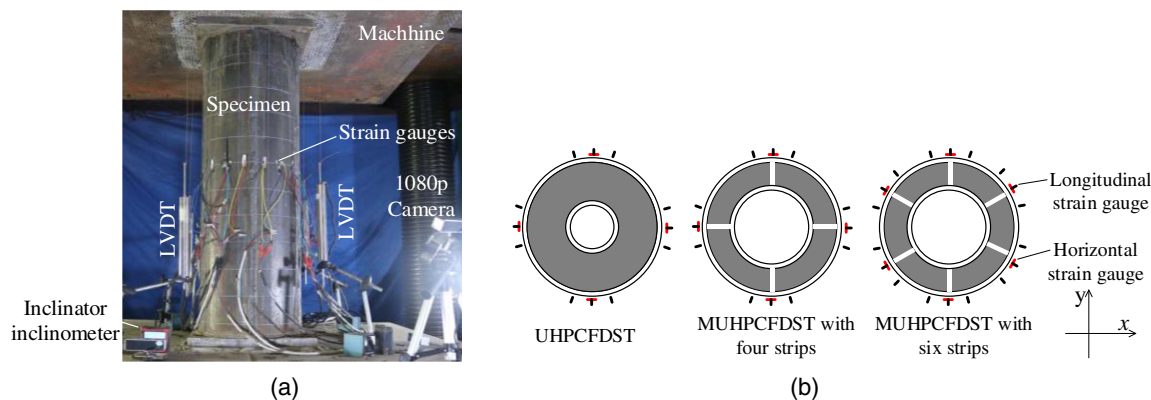 Machhine
Specimen
Strain gauges
1080p
Camera
LVDT
LVDT
Inclinator
inclinometer
(a)
Longitudinal
strain gauge
Horizontal
strain gauge
UHPCFDST
MUHPCFDST with
four strips
MUHPCFDST with
six strips
y
x
(b)